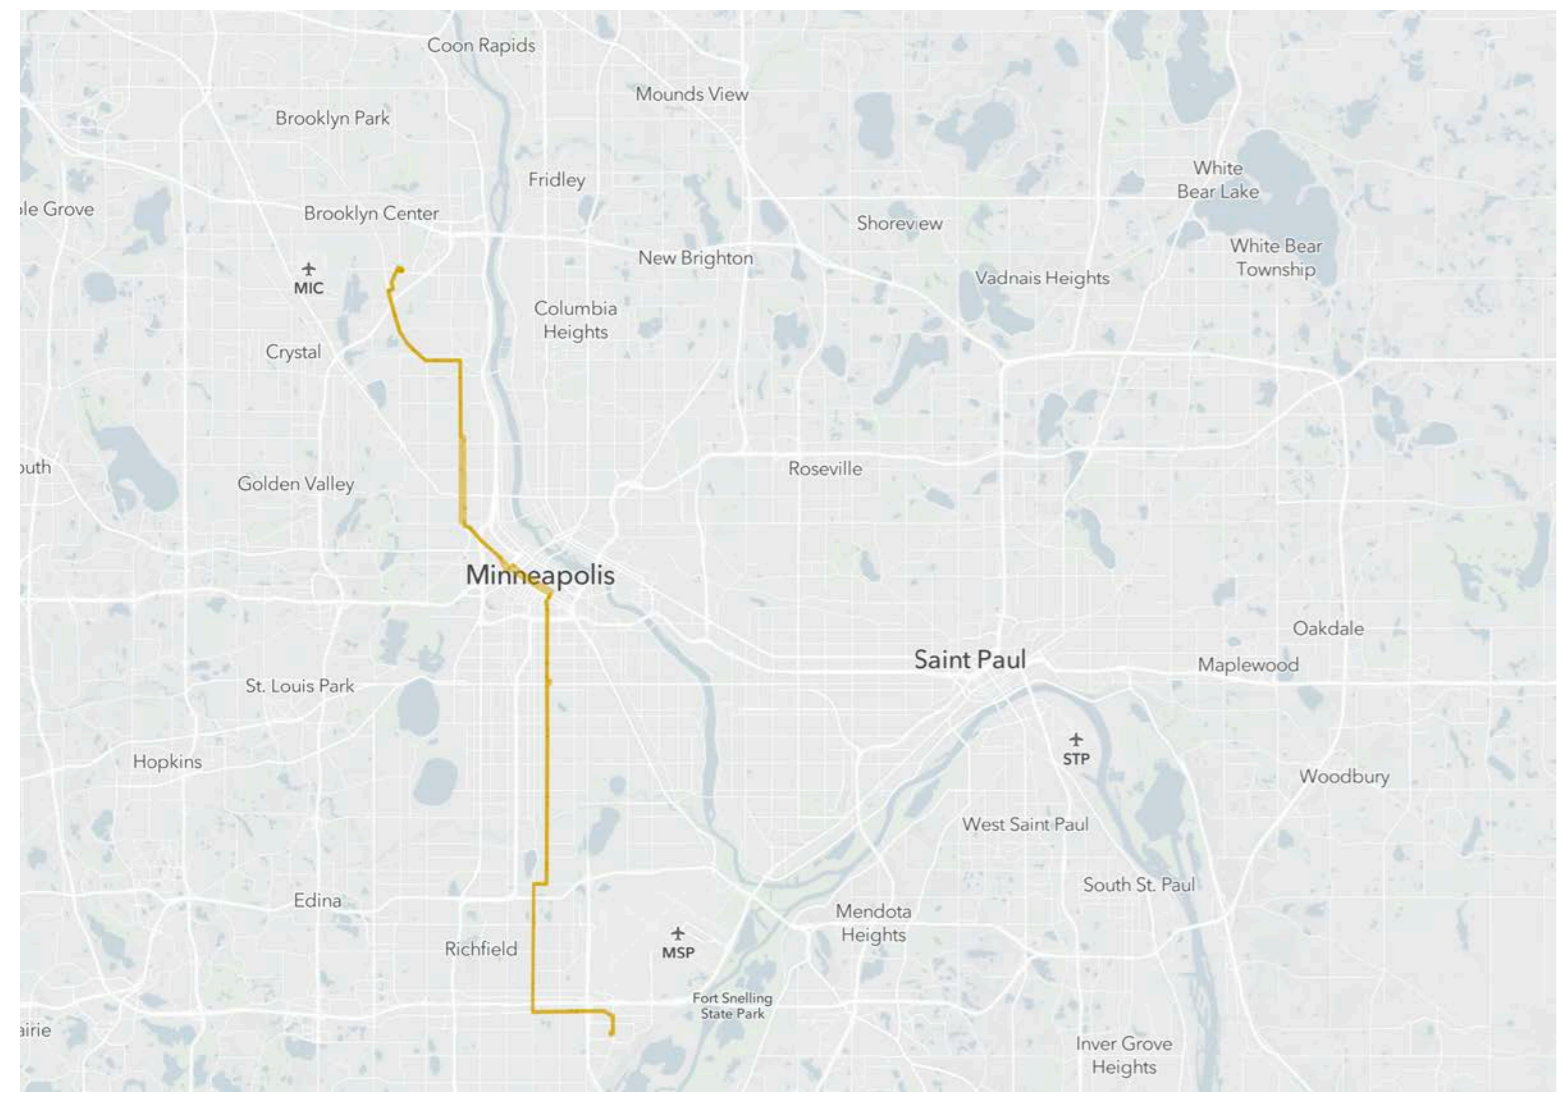 Coon Rapids
Mounds View
Brooklyn Park
White
Bear Lake
Fridley
ple Grove
Brooklyn Center
Shoreview
White Bear
Township
New Brighton
Vadnais Heights
MIC
Columbia
Heights
Crystal
outh
Roseville
Golden Valley
Minneapolis
Oakdale
Saint Paul
Maplewood
St. Louis Park
STP
Hopkins
Woodbury
West Saint Paul
South St. Paul
Edina
Mendota
Heights
Richfield
MSP
Fort Snelling
State Park
airie
Inver Grove
Heights